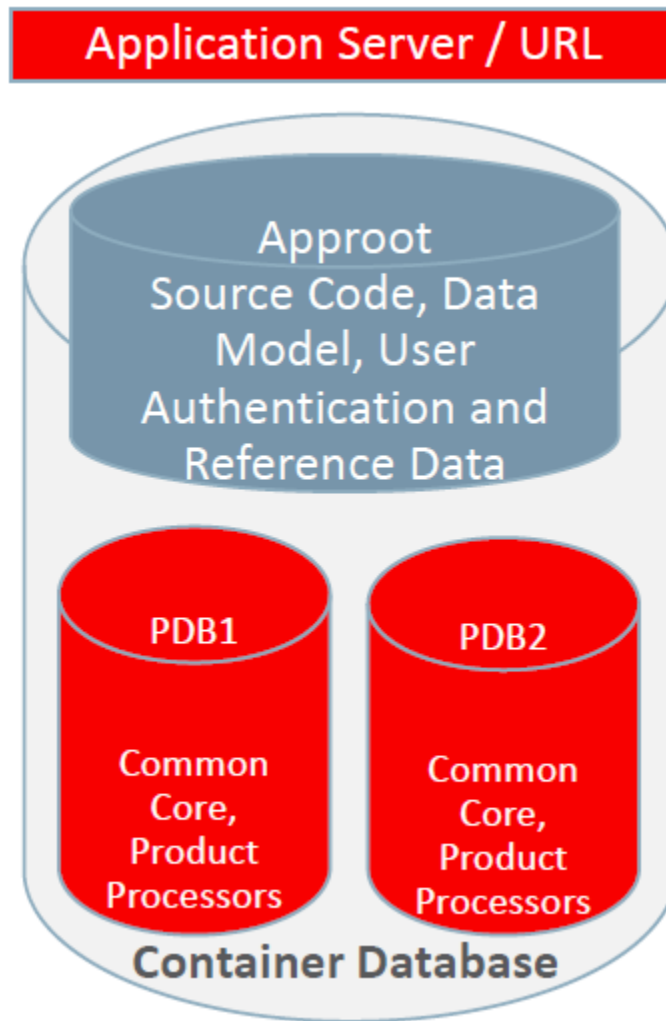 Application Server / URL
Approot
Source Code, Data
Model, User
Authentication and
Reference Data
PDB1
Common
Core,
Product
Processors
PDB2
Common
Core,
Product
Processors
Container Database